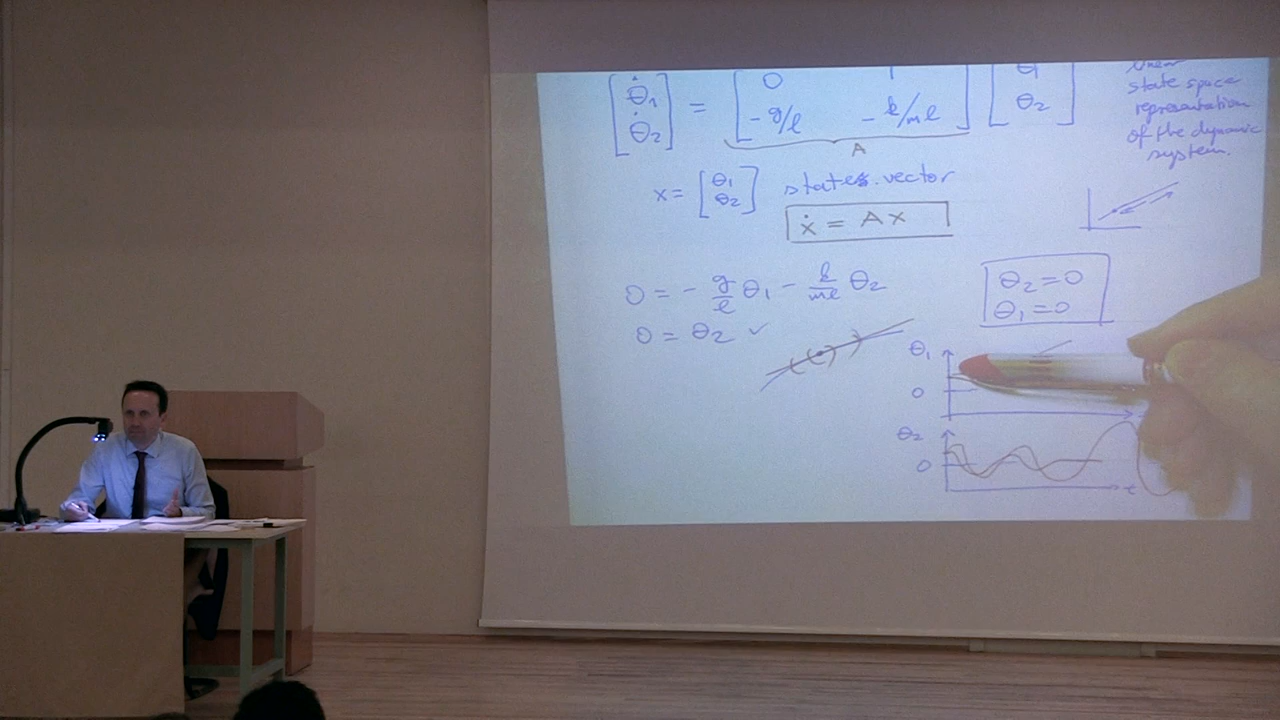 [θ̇₁ θ̇₂] = [0 1; -g/l -k/ml] [θ₁ θ₂]
A
linear
state space
representation
of the dynamic
system.
x = [θ₁ θ₂] states vector
ẋ = Ax
0 = - g/l θ₁ - k/ml θ₂
0 = θ₂ ✓
θ₂=0
θ₁=0
θ₁
0
θ₂
0
t